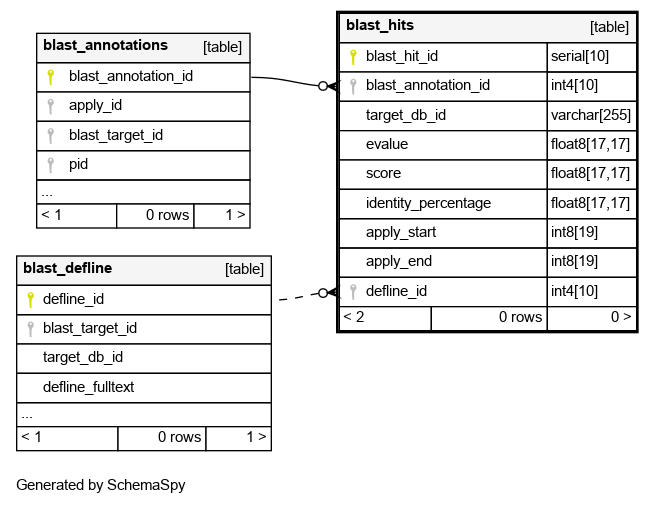 blast_annotations [table]
blast_annotation_id
apply_id
blast_target_id
pid
...
< 1 0 rows 1 >
blast_hits [table]
blast_hit_id serial[10]
blast_annotation_id int4[10]
target_db_id varchar[255]
evalue float8[17,17]
score float8[17,17]
identity_percentage float8[17,17]
apply_start int8[19]
apply_end int8[19]
defline_id int4[10]
< 2 0 rows 0 >
blast_defline [table]
defline_id
blast_target_id
target_db_id
defline_fulltext
...
< 1 0 rows 1 >
Generated by SchemaSpy